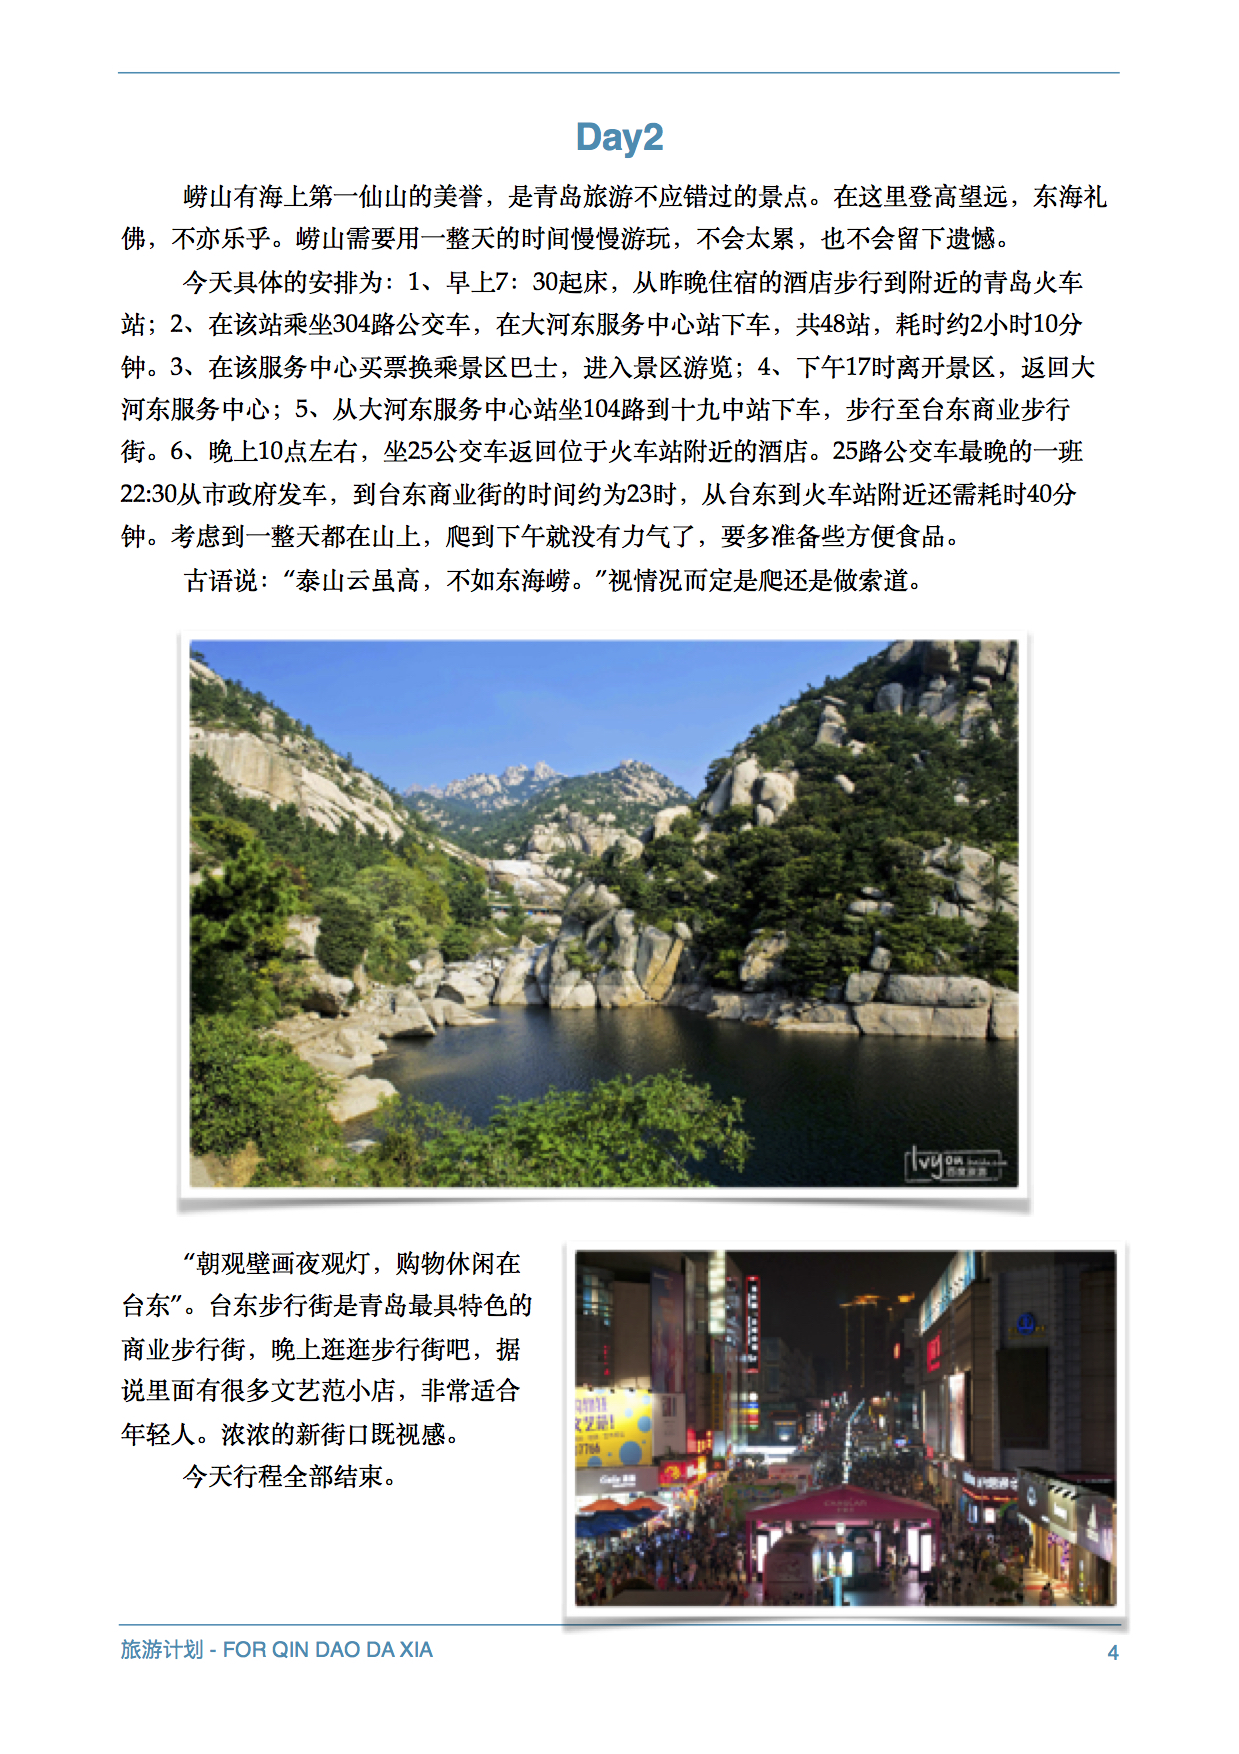 Day2
崂山有海上第一仙山的美誉，是青岛旅游不应错过的景点。在这里登高望远，东海礼
佛，不亦乐乎。崂山需要用一整天的时间慢慢游玩，不会太累，也不会留下遗憾。
今天具体的安排为：1、早上7：30起床，从昨晚住宿的酒店步行到附近的青岛火车
站；2、在该站乘坐304路公交车，在大河东服务中心站下车，共48站，耗时约2小时10分
钟。3、在该服务中心买票换乘景区巴士，进入景区游览；4、下午17时离开景区，返回大
河东服务中心；5、从大河东服务中心站坐104路到十九中站下车，步行至台东商业步行
街。6、晚上10点左右，坐25公交车返回位于火车站附近的酒店。25路公交车最晚的一班
22:30从市政府发车，到台东商业街的时间约为23时，从台东到火车站附近还需耗时40分
钟。考虑到一整天都在山上，爬到下午就没有力气了，要多准备些方便食品。
古语说：“泰山云虽高，不如东海崂。”视情况而定是爬还是做索道。
lvyou baidu.com
百度旅游
“朝观壁画夜观灯，购物休闲在
台东”。台东步行街是青岛最具特色的
商业步行街，晚上逛逛步行街吧，据
说里面有很多文艺范小店，非常适合
年轻人。浓浓的新街口既视感。
今天行程全部结束。
旅游计划 - FOR QIN DAO DA XIA
4